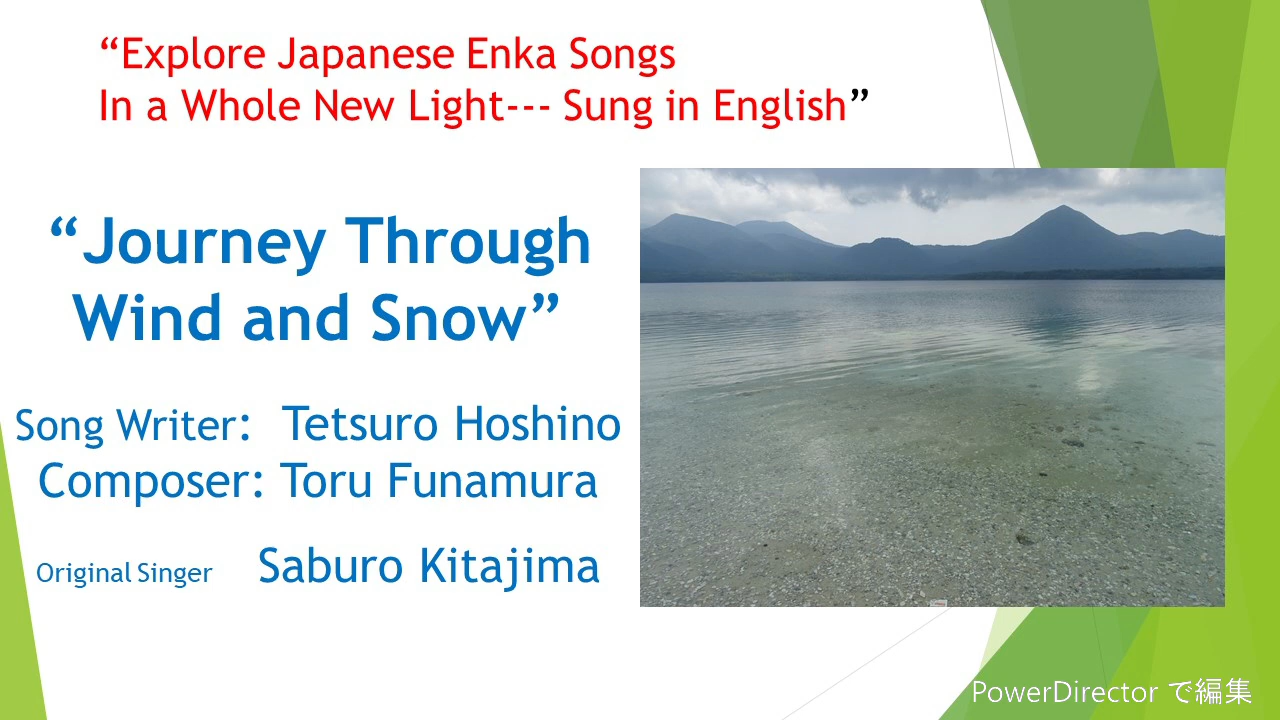 “Explore Japanese Enka Songs
In a Whole New Light--- Sung in English”
“Journey Through
Wind and Snow”
Song Writer: Tetsuro Hoshino
Composer: Toru Funamura
Original Singer Saburo Kitajima
PowerDirector で編集